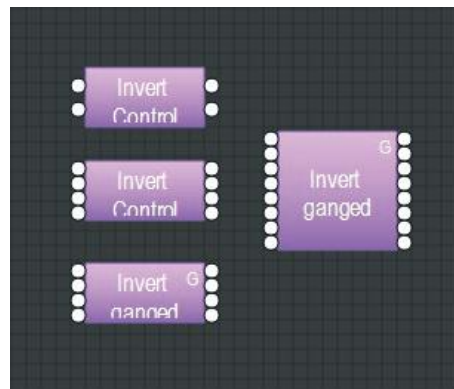 Invert
Control
Invert
Control
Invert G
ganged
G
Invert
ganged